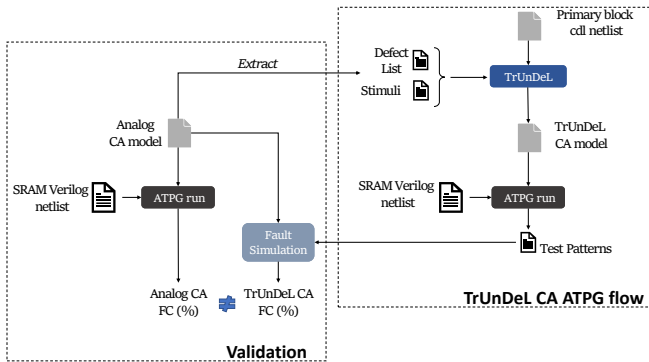 Primary block
cdl netlist
Defect
List
Stimuli
TrUnDeL
Extract
Analog
CA model
TrUnDeL
CA model
SRAM Verilog
netlist
ATPG run
SRAM Verilog
netlist
ATPG run
Fault
Simulation
Test Patterns
Analog CA
FC (%)
TrUnDeL CA
FC (%)
TrUnDeL CA ATPG flow
Validation